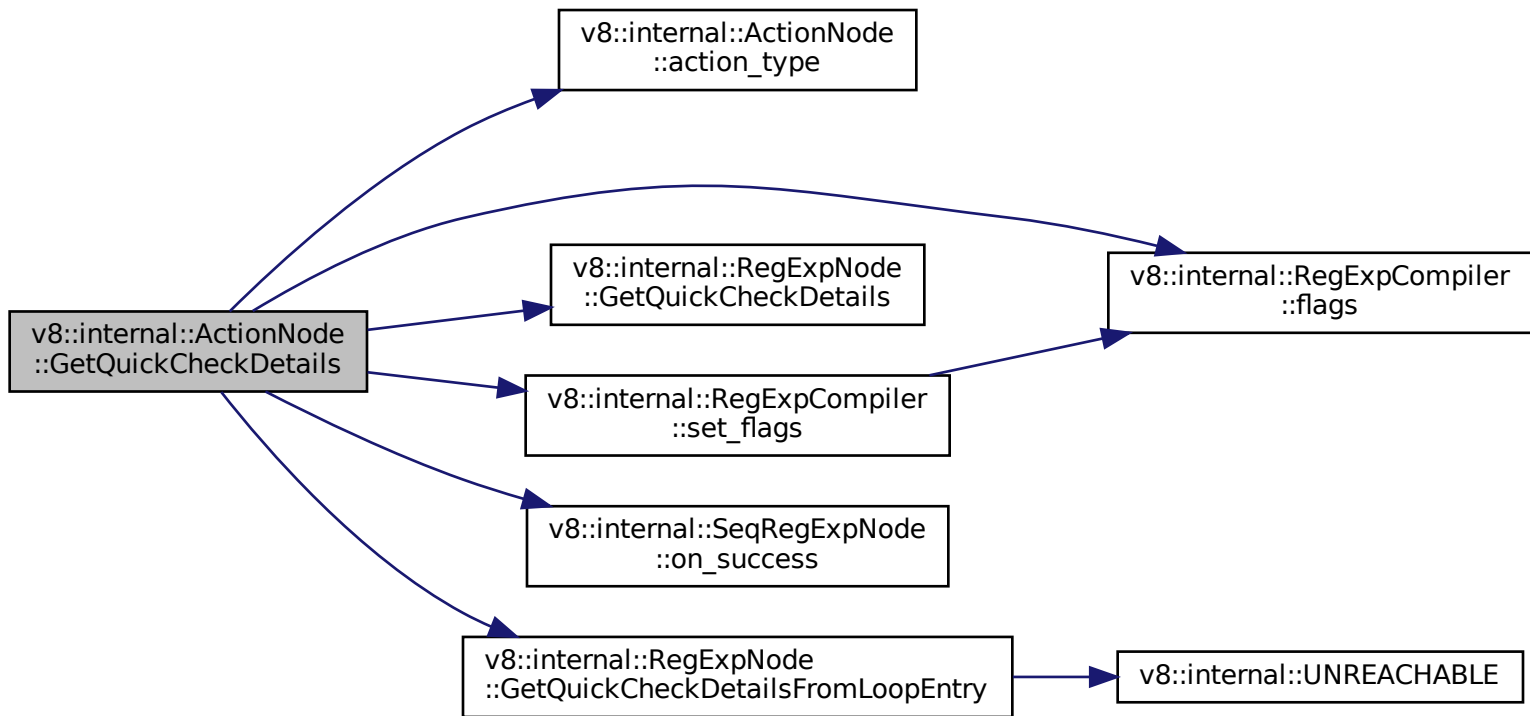 v8::internal::ActionNode
::action_type
v8::internal::RegExpNode
::GetQuickCheckDetails
v8::internal::RegExpCompiler
::flags
v8::internal::ActionNode
::GetQuickCheckDetails
v8::internal::RegExpCompiler
::set_flags
v8::internal::SeqRegExpNode
::on_success
v8::internal::RegExpNode
::GetQuickCheckDetailsFromLoopEntry
v8::internal::UNREACHABLE